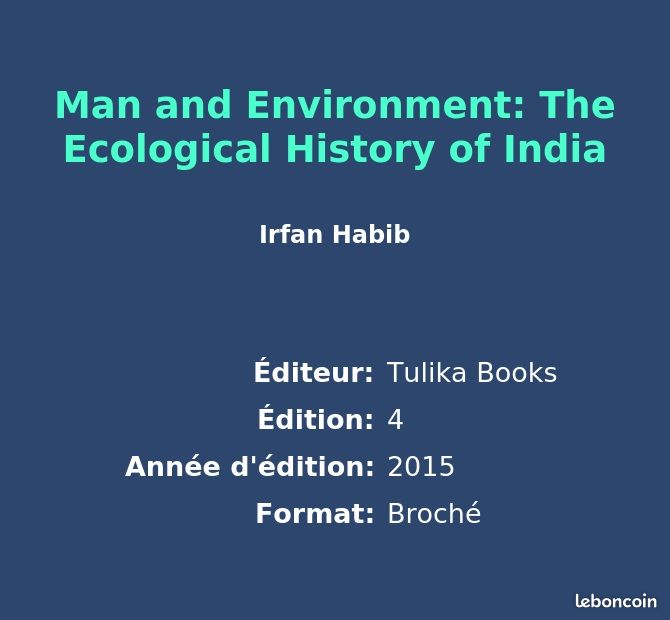 Man and Environment: The
Ecological History of India
Irfan Habib
Éditeur: Tulika Books
Édition: 4
Année d'édition: 2015
Format: Broché
leboncoin